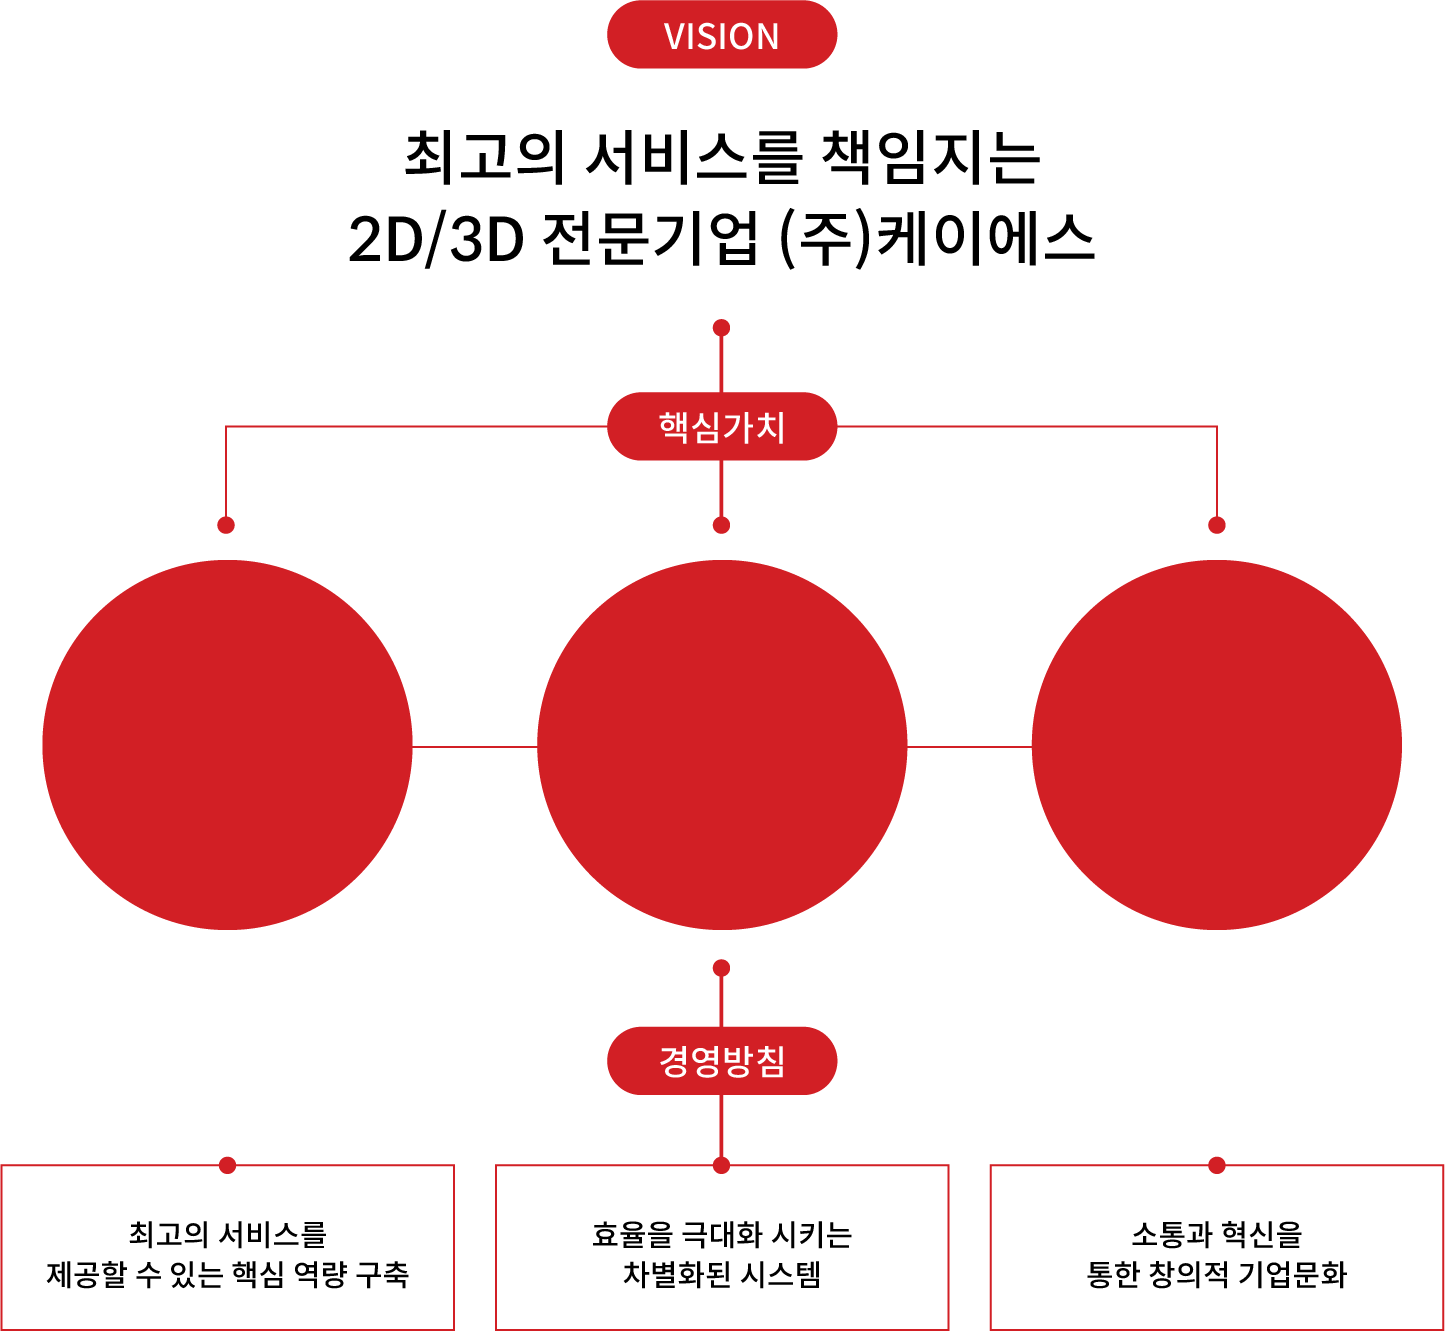 VISION
최고의 서비스를 책임지는
2D/3D 전문기업 (주)케이에스
핵심가치
경영방침
최고의 서비스를
제공할 수 있는 핵심 역량 구축
효율을 극대화 시키는
차별화된 시스템
소통과 혁신을
통한 창의적 기업문화